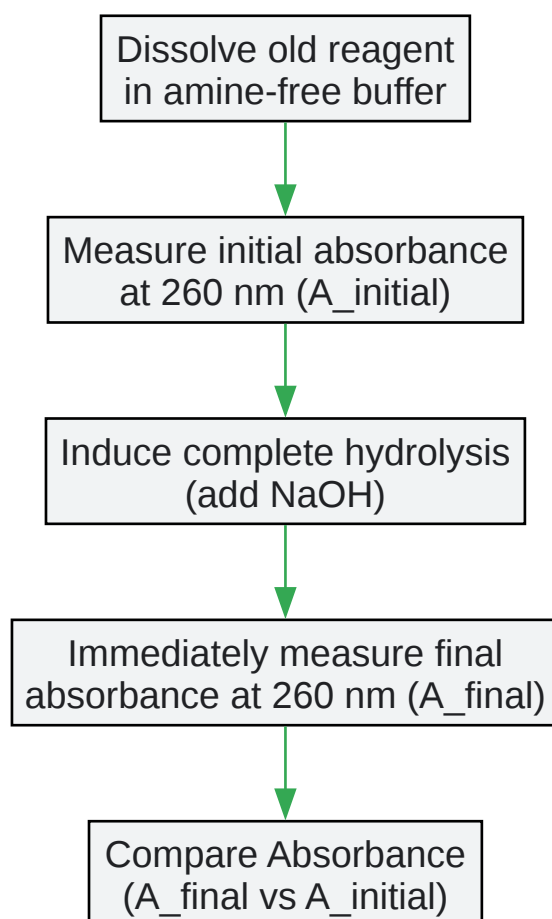 Dissolve old reagent
in amine-free buffer
Measure initial absorbance
at 260 nm (A_initial)
Induce complete hydrolysis
(add NaOH)
Immediately measure final
absorbance at 260 nm (A_final)
Compare Absorbance
(A_final vs A_initial)